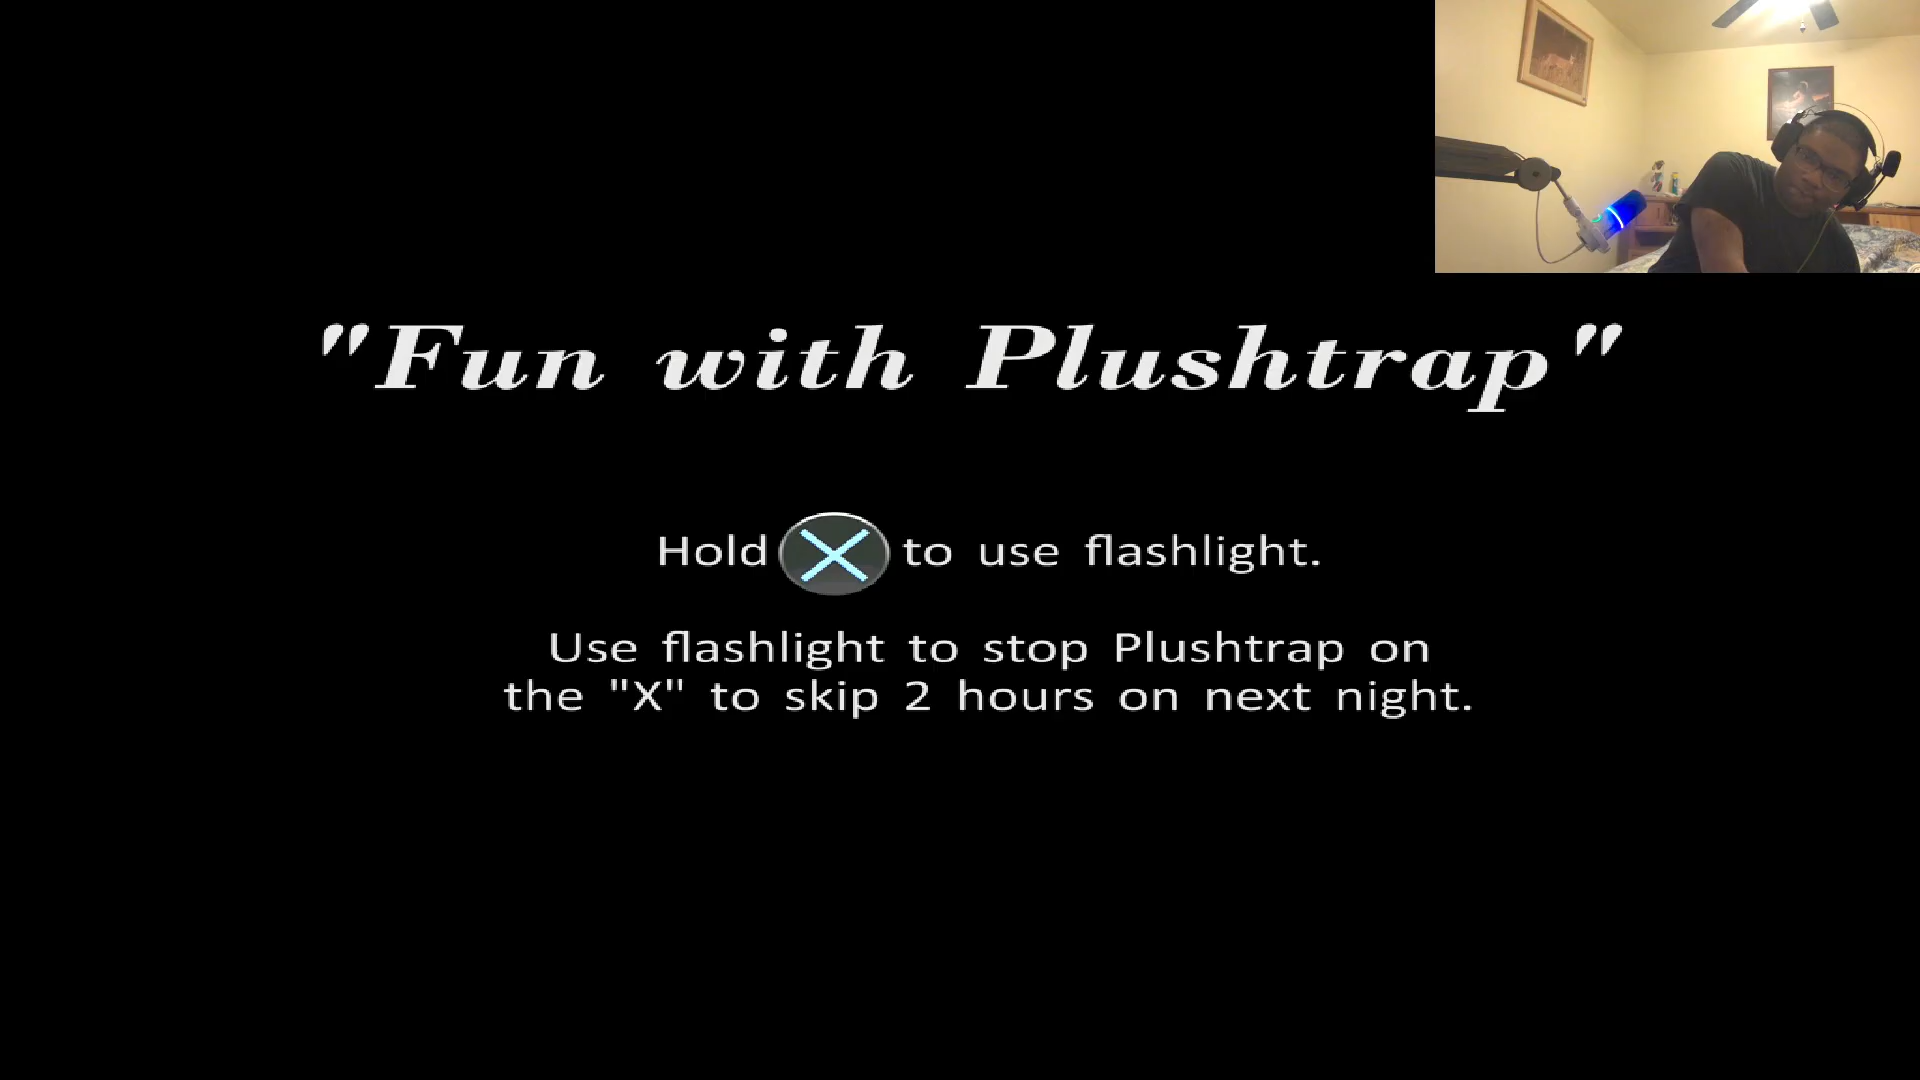 "Fun with Plushtrap"
Hold X to use flashlight.
Use flashlight to stop Plushtrap on
the "X" to skip 2 hours on next night.